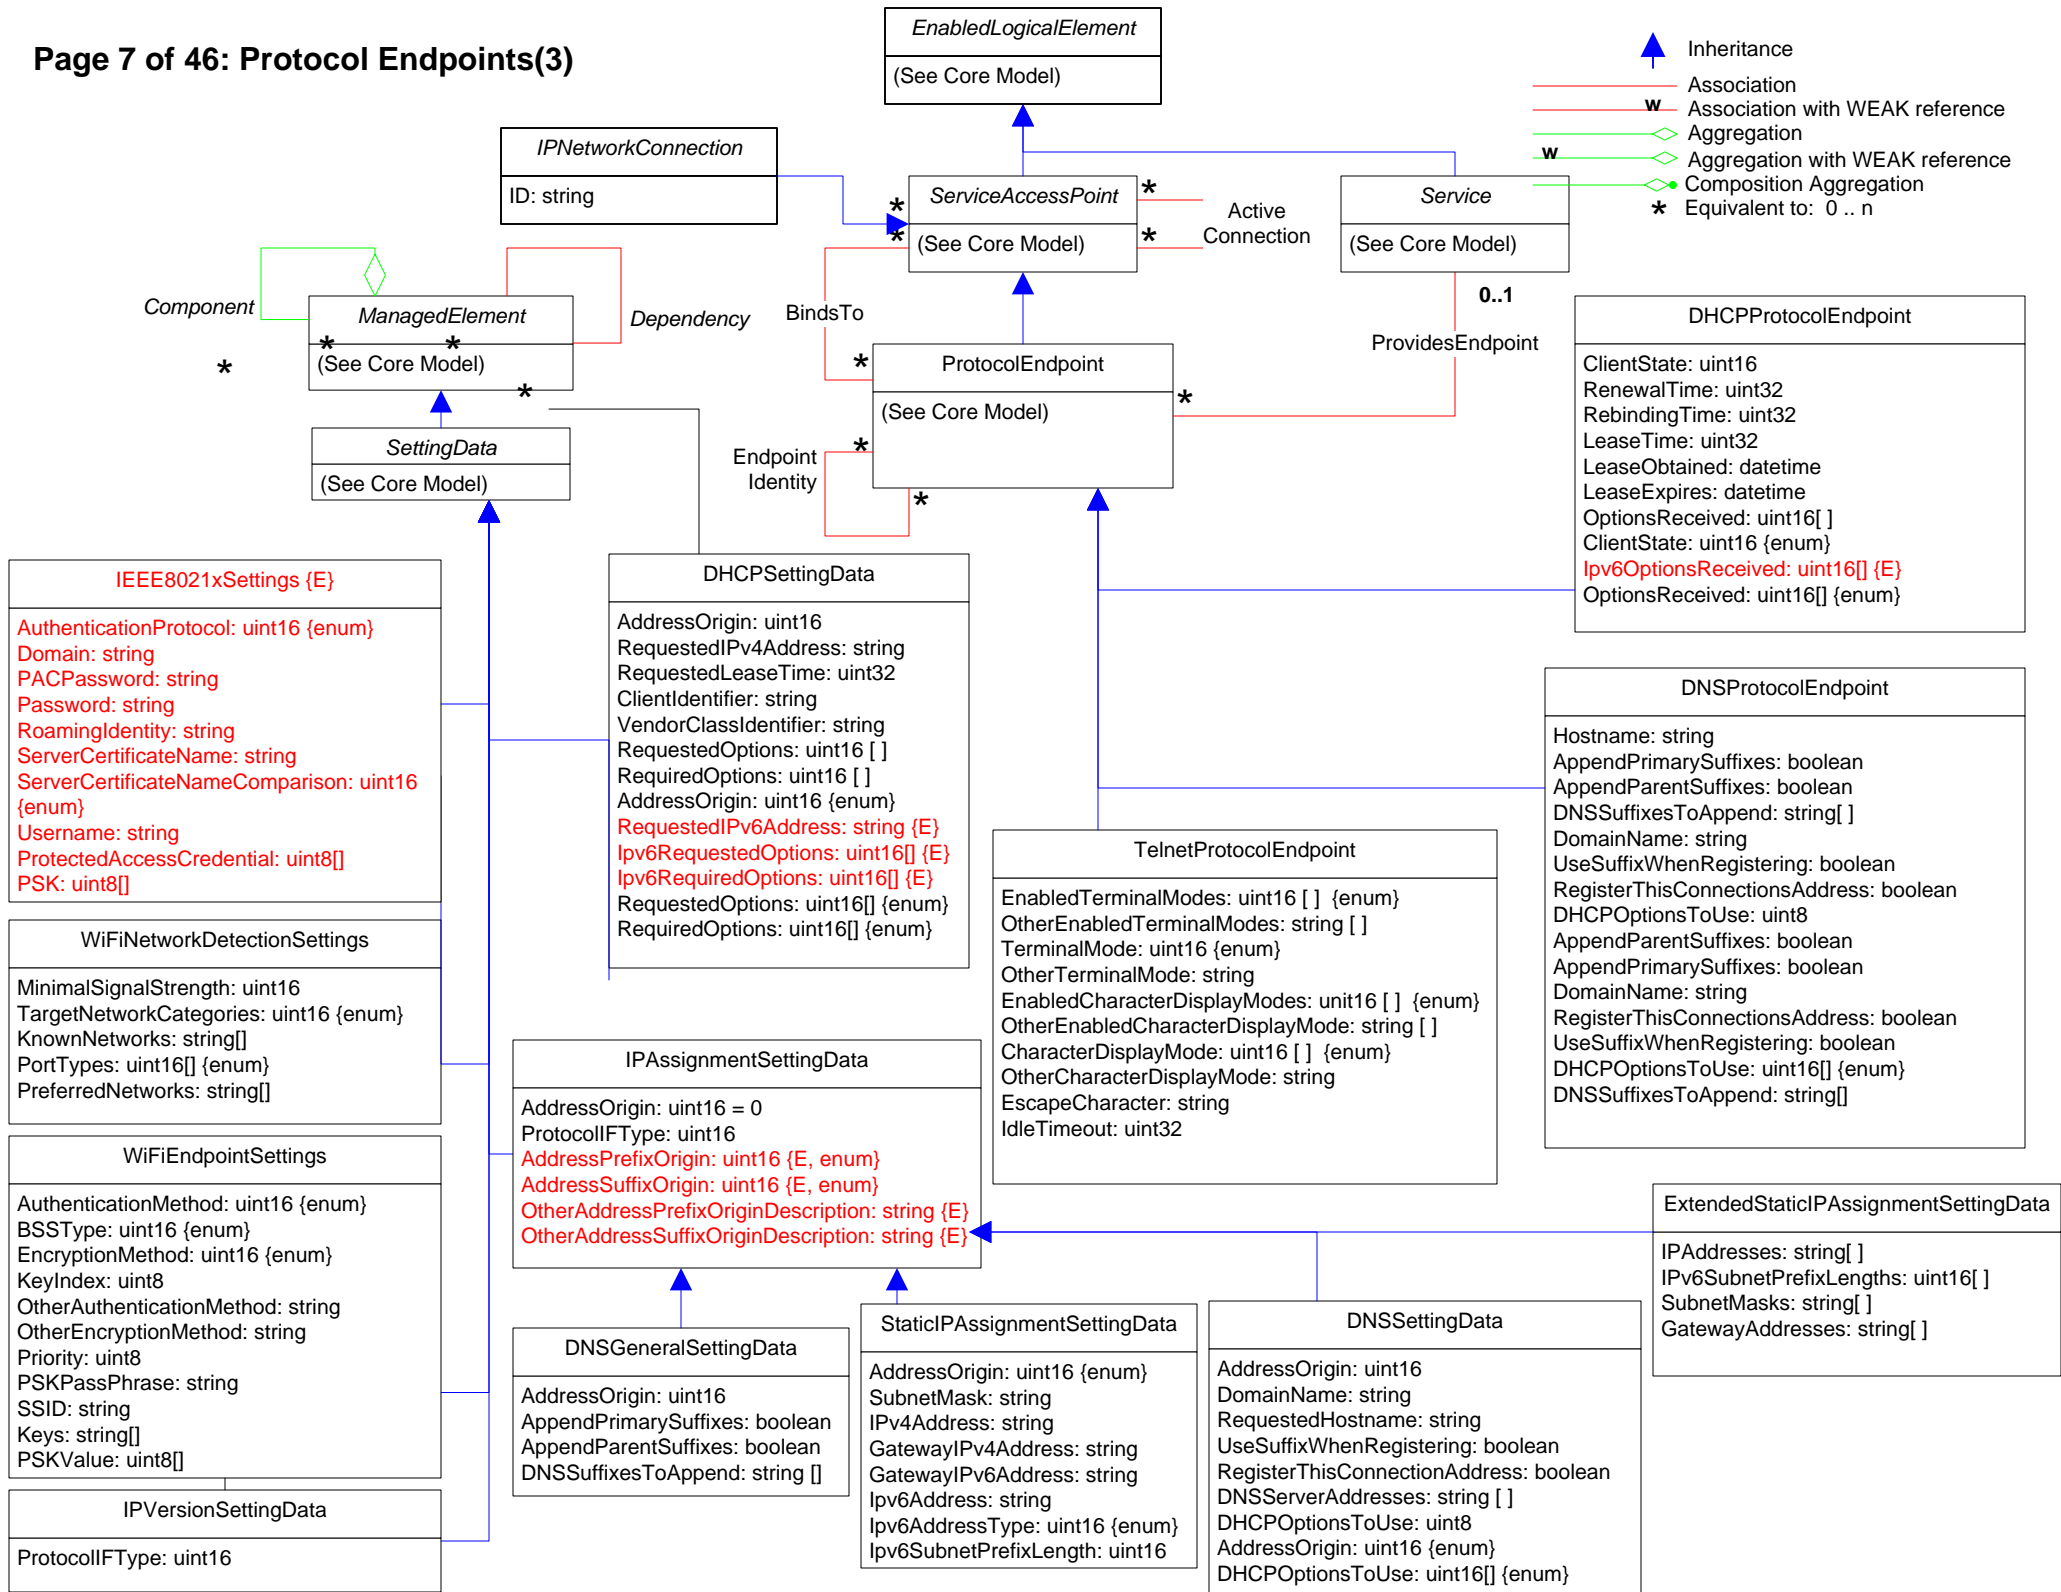 Page 7 of 46: Protocol Endpoints(3)
EnabledLogicalElement
(See Core Model)
Inheritance
Association
w
Association with WEAK reference
Aggregation
w
Aggregation with WEAK reference
Composition Aggregation
* Equivalent to: 0 .. n
IPNetworkConnection
ID: string
*
*
ServiceAccessPoint
(See Core Model)
*
*
Active
Connection
Service
(See Core Model)
0..1
ProvidesEndpoint
*
Component
*
ManagedElement
* *
(See Core Model)
*
Dependency
BindsTo
*
ProtocolEndpoint
(See Core Model)
*
Endpoint
Identity
*
SettingData
(See Core Model)
DHCPProtocolEndpoint
ClientState: uint16
RenewalTime: uint32
RebindingTime: uint32
LeaseTime: uint32
LeaseObtained: datetime
LeaseExpires: datetime
OptionsReceived: uint16[ ]
ClientState: uint16 {enum}
Ipv6OptionsReceived: uint16[] {E}
OptionsReceived: uint16[] {enum}
IEEE8021xSettings {E}
AuthenticationProtocol: uint16 {enum}
Domain: string
PACPassword: string
Password: string
RoamingIdentity: string
ServerCertificateName: string
ServerCertificateNameComparison: uint16
{enum}
Username: string
ProtectedAccessCredential: uint8[]
PSK: uint8[]
DHCPSettingData
AddressOrigin: uint16
RequestedIPv4Address: string
RequestedLeaseTime: uint32
ClientIdentifier: string
VendorClassIdentifier: string
RequestedOptions: uint16 [ ]
RequiredOptions: uint16 [ ]
AddressOrigin: uint16 {enum}
RequestedIPv6Address: string {E}
Ipv6RequestedOptions: uint16[] {E}
Ipv6RequiredOptions: uint16[] {E}
RequestedOptions: uint16[] {enum}
RequiredOptions: uint16[] {enum}
DNSProtocolEndpoint
Hostname: string
AppendPrimarySuffixes: boolean
AppendParentSuffixes: boolean
DNSSuffixesToAppend: string[ ]
DomainName: string
UseSuffixWhenRegistering: boolean
RegisterThisConnectionsAddress: boolean
DHCPOptionsToUse: uint8
AppendParentSuffixes: boolean
AppendPrimarySuffixes: boolean
DomainName: string
RegisterThisConnectionsAddress: boolean
UseSuffixWhenRegistering: boolean
DHCPOptionsToUse: uint16[] {enum}
DNSSuffixesToAppend: string[]
TelnetProtocolEndpoint
EnabledTerminalModes: uint16 [ ] {enum}
OtherEnabledTerminalModes: string [ ]
TerminalMode: uint16 {enum}
OtherTerminalMode: string
EnabledCharacterDisplayModes: unit16 [ ] {enum}
OtherEnabledCharacterDisplayMode: string [ ]
CharacterDisplayMode: uint16 [ ] {enum}
OtherCharacterDisplayMode: string
EscapeCharacter: string
IdleTimeout: uint32
WiFiNetworkDetectionSettings
MinimalSignalStrength: uint16
TargetNetworkCategories: uint16 {enum}
KnownNetworks: string[]
PortTypes: uint16[] {enum}
PreferredNetworks: string[]
IPAssignmentSettingData
AddressOrigin: uint16 = 0
ProtocolIFType: uint16
AddressPrefixOrigin: uint16 {E, enum}
AddressSuffixOrigin: uint16 {E, enum}
OtherAddressPrefixOriginDescription: string {E}
OtherAddressSuffixOriginDescription: string {E}
WiFiEndpointSettings
AuthenticationMethod: uint16 {enum}
BSSType: uint16 {enum}
EncryptionMethod: uint16 {enum}
KeyIndex: uint8
OtherAuthenticationMethod: string
OtherEncryptionMethod: string
Priority: uint8
PSKPassPhrase: string
SSID: string
Keys: string[]
PSKValue: uint8[]
ExtendedStaticIPAssignmentSettingData
IPAddresses: string[ ]
IPv6SubnetPrefixLengths: uint16[ ]
SubnetMasks: string[ ]
GatewayAddresses: string[ ]
DNSGeneralSettingData
AddressOrigin: uint16
AppendPrimarySuffixes: boolean
AppendParentSuffixes: boolean
DNSSuffixesToAppend: string []
StaticIPAssignmentSettingData
AddressOrigin: uint16 {enum}
SubnetMask: string
IPv4Address: string
GatewayIPv4Address: string
GatewayIPv6Address: string
Ipv6Address: string
Ipv6AddressType: uint16 {enum}
Ipv6SubnetPrefixLength: uint16
DNSSettingData
AddressOrigin: uint16
DomainName: string
RequestedHostname: string
UseSuffixWhenRegistering: boolean
RegisterThisConnectionAddress: boolean
DNSServerAddresses: string [ ]
DHCPOptionsToUse: uint8
AddressOrigin: uint16 {enum}
DHCPOptionsToUse: uint16[] {enum}
IPVersionSettingData
ProtocolIFType: uint16